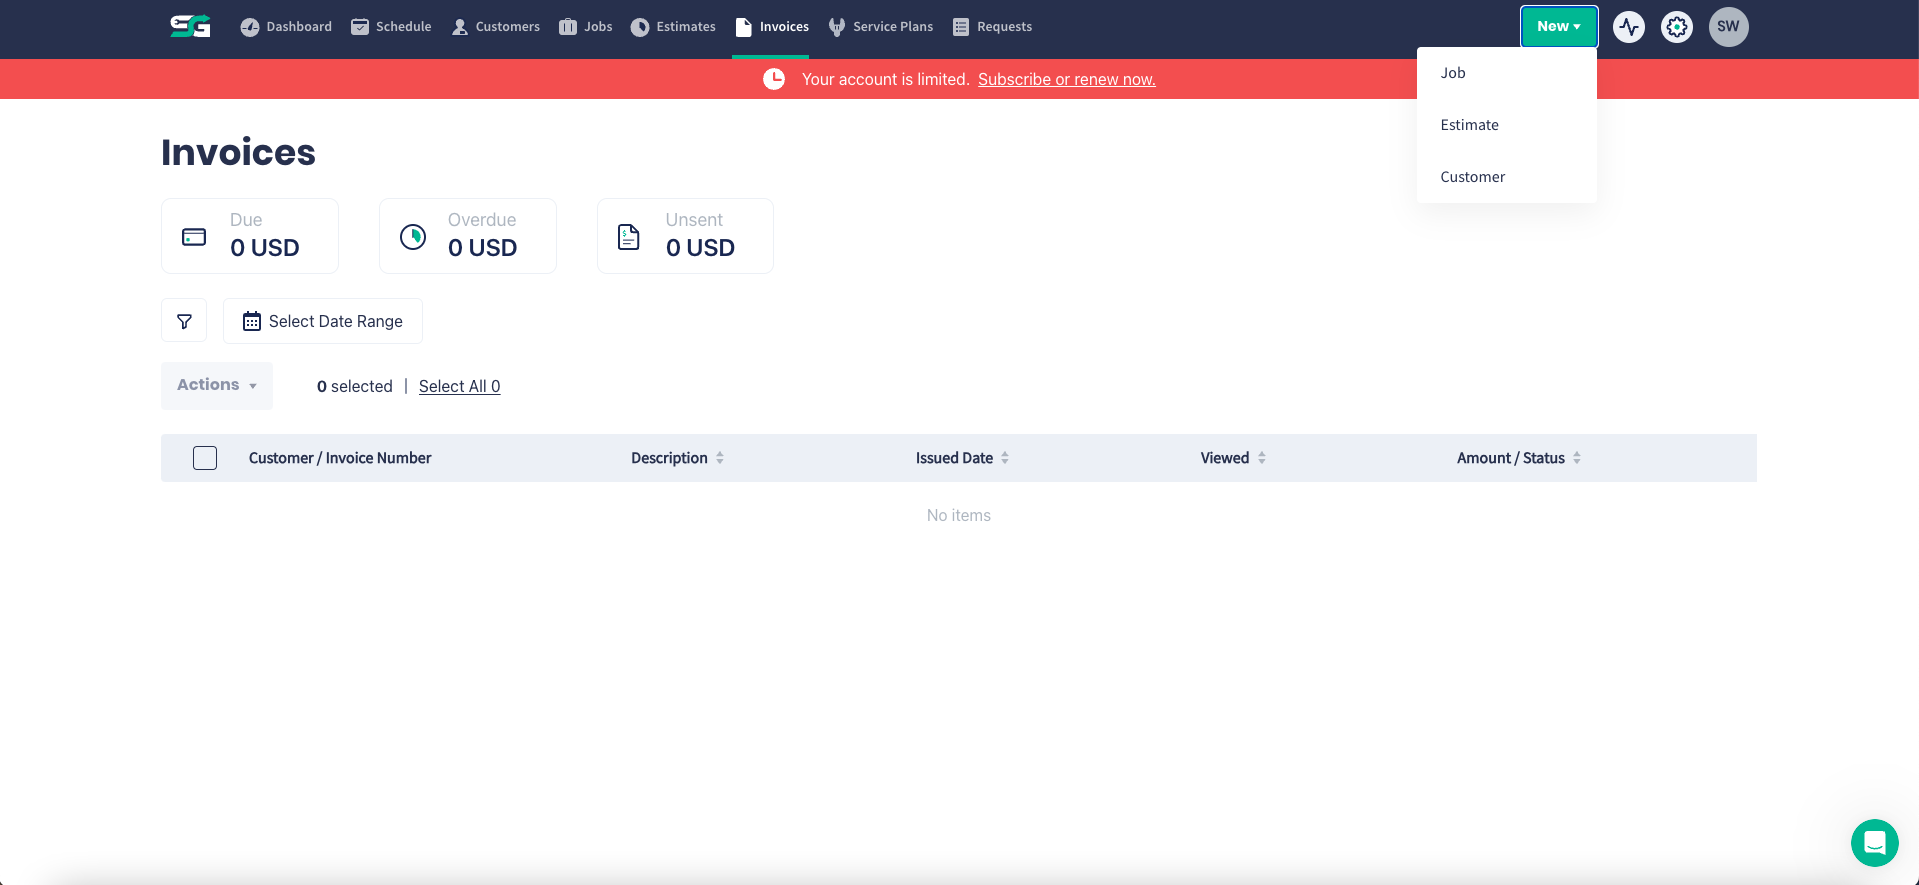 SG
Dashboard
Schedule
Customers
Jobs
Estimates
Invoices
Service Plans
Requests
New
SW
Job
Estimate
Customer
Your account is limited. Subscribe or renew now.
Invoices
Due
0 USD
Overdue
0 USD
Unsent
0 USD
Select Date Range
Actions
0 selected | Select All 0
Customer / Invoice Number
Description
Issued Date
Viewed
Amount / Status
No items